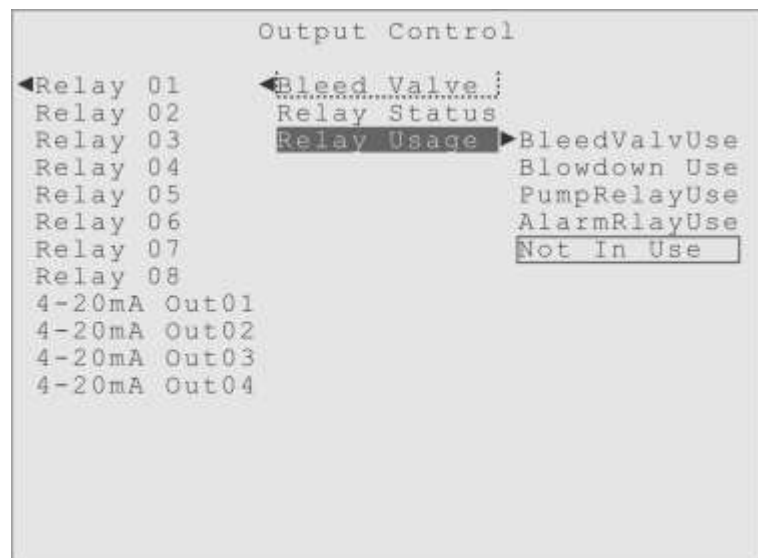 Output Control
Relay 01 Bleed Valve
Relay 02 Relay Status
Relay 03 Relay Usage BleedValvUse
Relay 04 Blowdown Use
Relay 05 PumpRelayUse
Relay 06 AlarmRlayUse
Relay 07 Not In Use
Relay 08
4-20mA Out01
4-20mA Out02
4-20mA Out03
4-20mA Out04